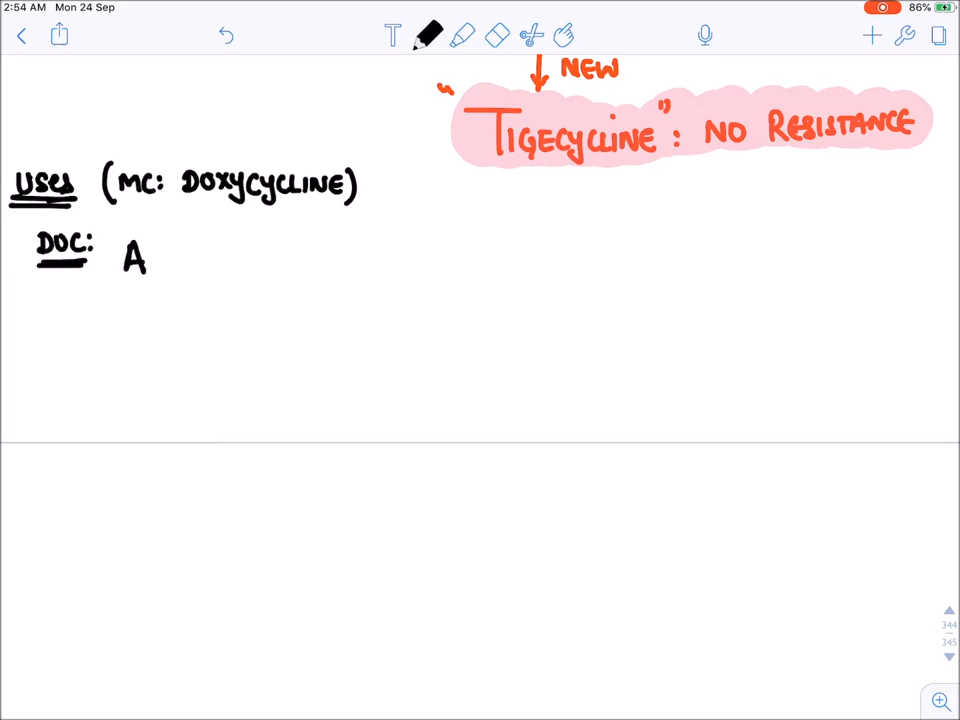 2:54 AM Mon 24 Sep 86%
T
NEW
"TIGECYCLINE": NO RESISTANCE
USES (MC: DOXYCYCLINE)
DOC: A
344
345